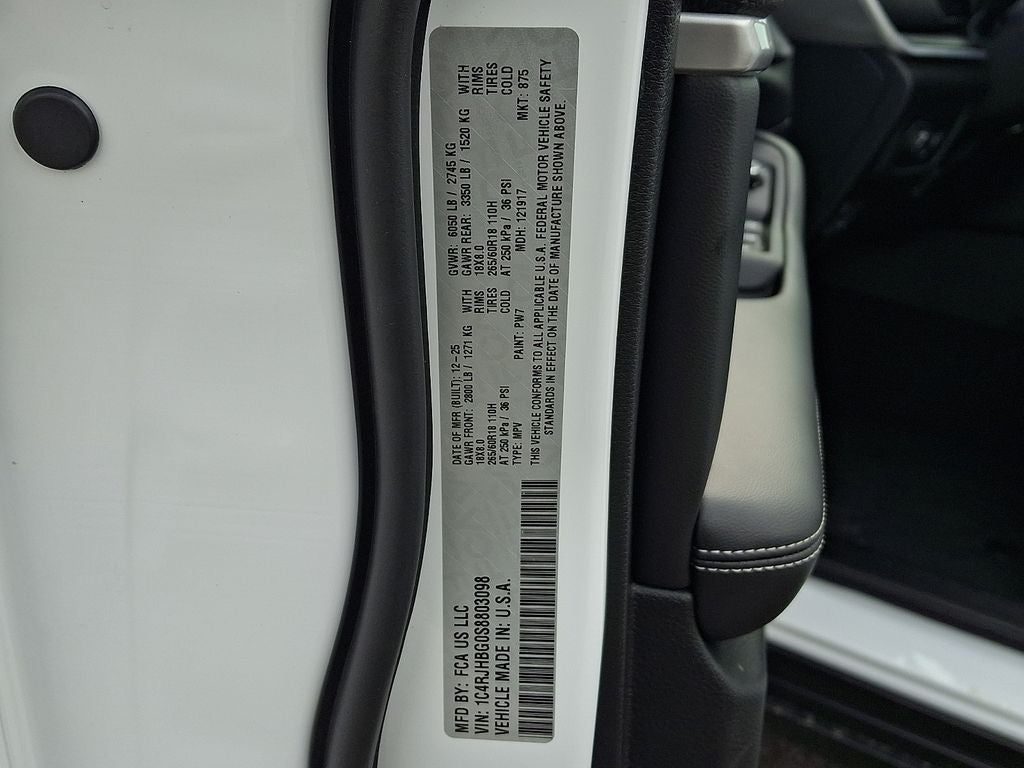 MFD BY: FCA US LLC
VIN: 1C4RJHBG0S8803098
VEHICLE MADE IN: U.S.A.
DATE OF MFR (BUILT): 12-25 GVWR: 6050 LB / 2745 KG
GAWR FRONT: 2800 LB / 1271 KG WITH GAWR REAR: 3350 LB / 1520 KG WITH
18X8.0 RIMS 18X8.0 RIMS
265/60R18 110H TIRES 265/60R18 110H TIRES
AT 250 kPa / 36 PSI COLD AT 250 kPa / 36 PSI COLD
TYPE: MPV PAINT: PW7 MDH: 121917 MKT: 875
THIS VEHICLE CONFORMS TO ALL APPLICABLE U.S.A. FEDERAL MOTOR VEHICLE SAFETY
STANDARDS IN EFFECT ON THE DATE OF MANUFACTURE SHOWN ABOVE.